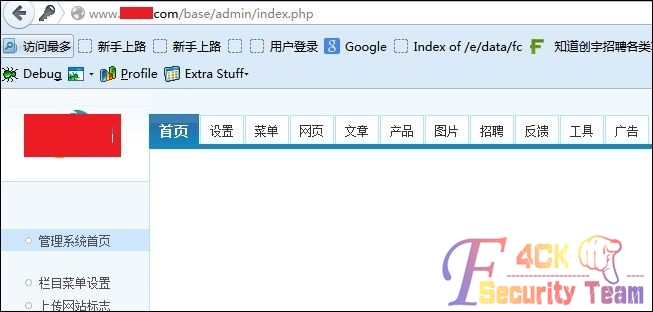 www. com/base/admin/index.php
访问最多 新手上路 新手上路 用户登录 Google Index of /e/data/fc 知道创宇招聘各类
Debug Profile Extra Stuff
首页 设置 菜单 网页 文章 产品 图片 招聘 反馈 工具 广告
管理系统首页
栏目菜单设置
上传网站标志
F4CK
Security Team